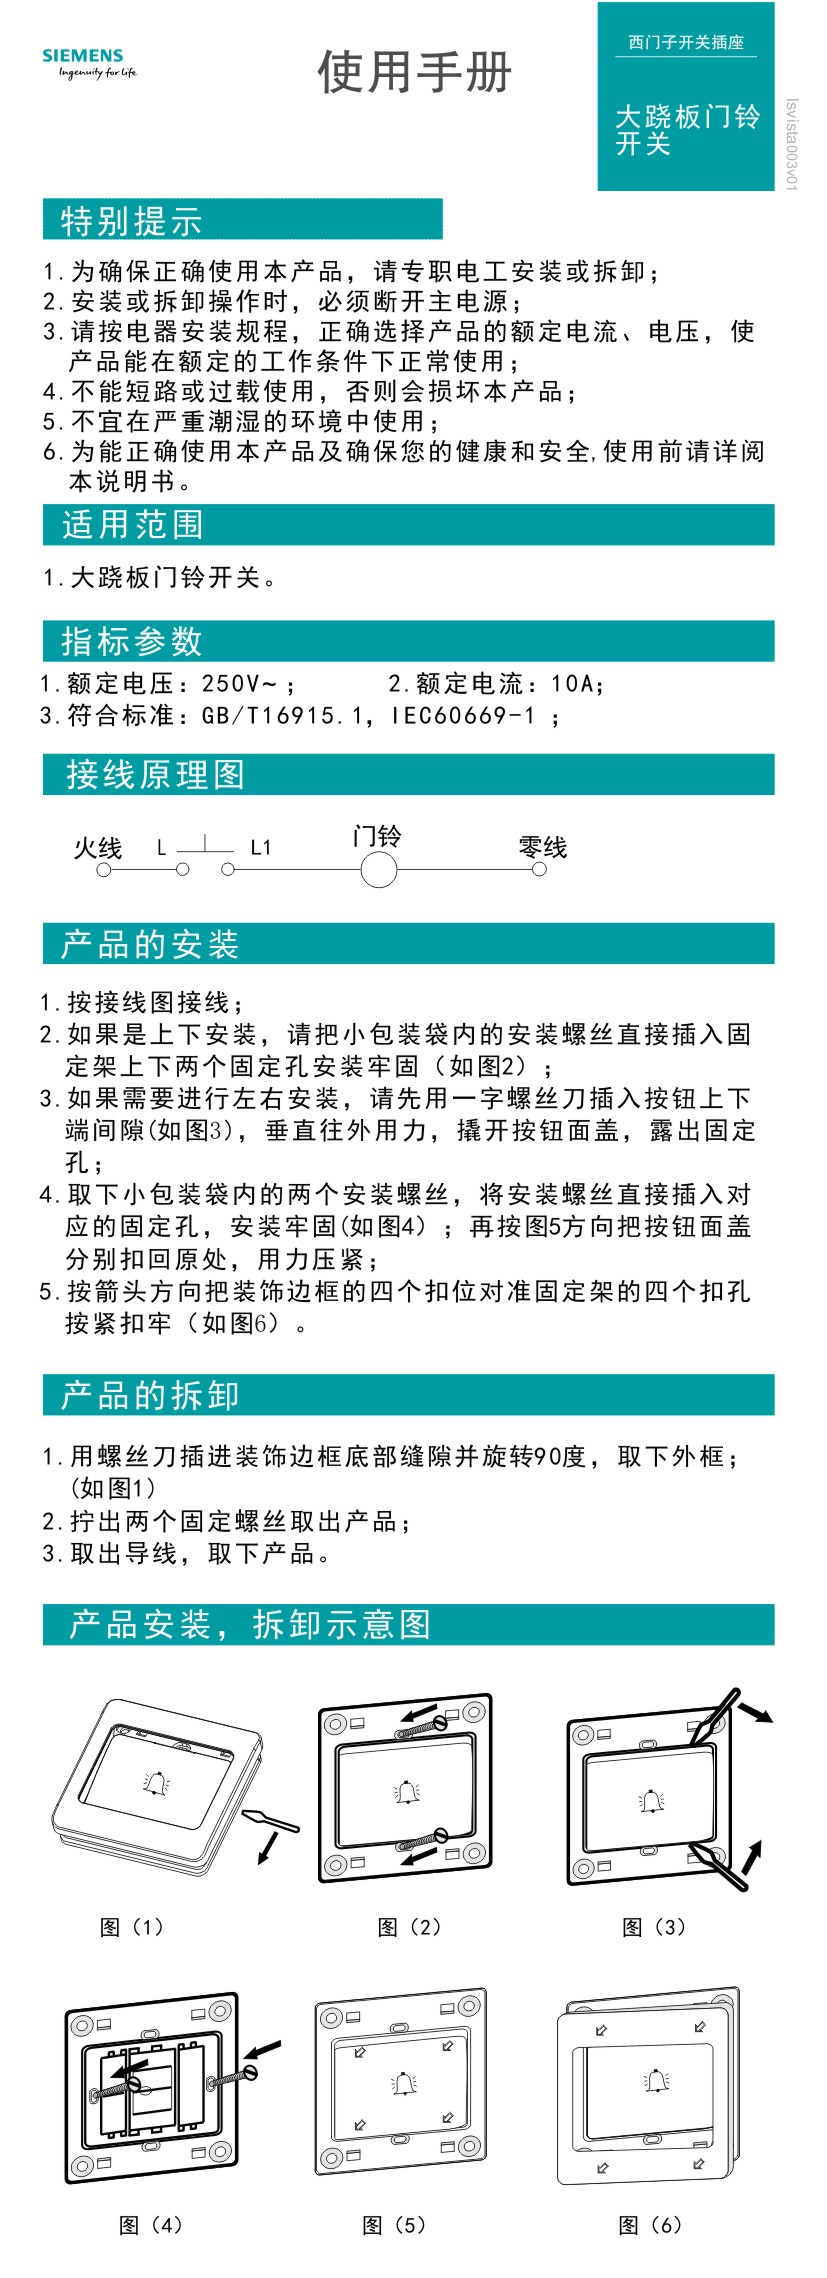 SIEMENS
Ingenuity for life
使用手册
西门子开关插座
大跷板门铃
开关
lsvista003v01
特别提示
1.为确保正确使用本产品，请专职电工安装或拆卸；
2.安装或拆卸操作时，必须断开主电源；
3.请按电器安装规程，正确选择产品的额定电流、电压，使
产品能在额定的工作条件下正常使用；
4.不能短路或过载使用，否则会损坏本产品；
5.不宜在严重潮湿的环境中使用；
6.为能正确使用本产品及确保您的健康和安全,使用前请详阅
本说明书。
适用范围
1.大跷板门铃开关。
指标参数
1.额定电压：250V~； 2.额定电流：10A；
3.符合标准：GB/T16915.1，IEC60669-1 ；
接线原理图
火线 L L1 门铃 零线
产品的安装
1.按接线图接线；
2.如果是上下安装，请把小包装袋内的安装螺丝直接插入固
定架上下两个固定孔安装牢固（如图2）；
3.如果需要进行左右安装，请先用一字螺丝刀插入按钮上下
端间隙(如图3)，垂直往外用力，撬开按钮面盖，露出固定
孔；
4.取下小包装袋内的两个安装螺丝，将安装螺丝直接插入对
应的固定孔，安装牢固(如图4）；再按图5方向把按钮面盖
分别扣回原处，用力压紧；
5.按箭头方向把装饰边框的四个扣位对准固定架的四个扣孔
按紧扣牢（如图6）。
产品的拆卸
1.用螺丝刀插进装饰边框底部缝隙并旋转90度，取下外框；
(如图1)
2.拧出两个固定螺丝取出产品；
3.取出导线，取下产品。
产品安装，拆卸示意图
图（1） 图（2） 图（3）
图（4） 图（5） 图（6）